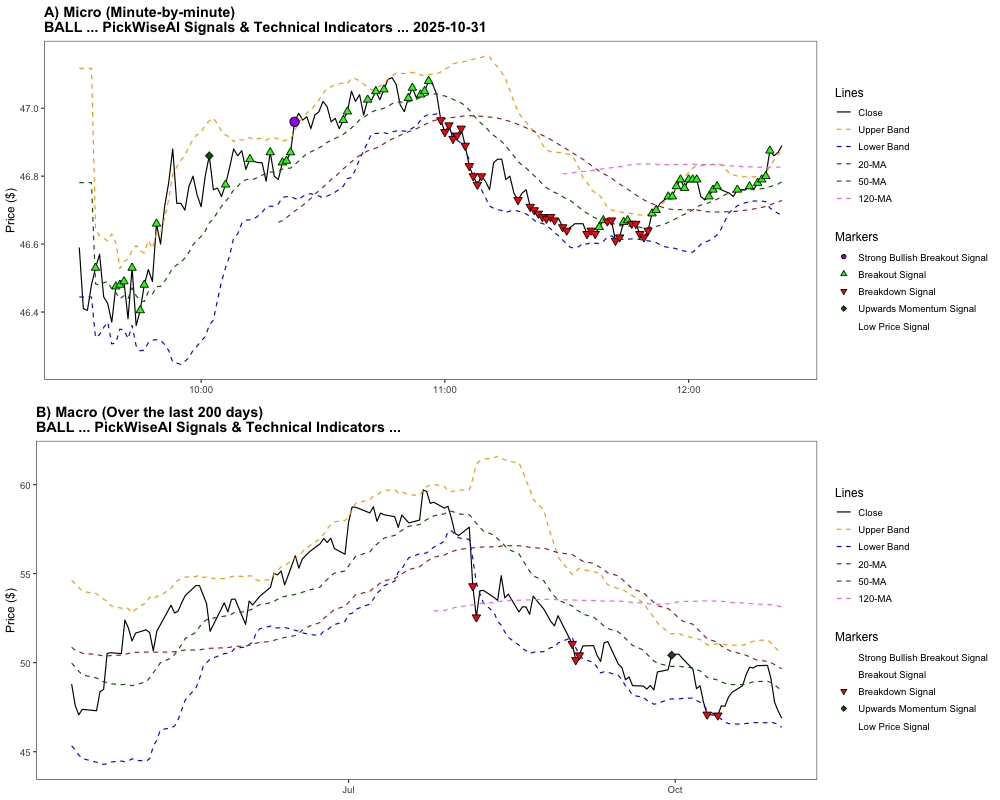 A) Micro (Minute-by-minute)
BALL ... PickWiseAI Signals & Technical Indicators ... 2025-10-31
Price ($)
47.0
46.8
46.6
46.4
10:00
11:00
12:00
Lines
Close
Upper Band
Lower Band
20-MA
50-MA
120-MA
Markers
Strong Bullish Breakout Signal
Breakout Signal
Breakdown Signal
Upwards Momentum Signal
Low Price Signal
B) Macro (Over the last 200 days)
BALL ... PickWiseAI Signals & Technical Indicators ...
Price ($)
60
55
50
45
Jul
Oct
Lines
Close
Upper Band
Lower Band
20-MA
50-MA
120-MA
Markers
Strong Bullish Breakout Signal
Breakout Signal
Breakdown Signal
Upwards Momentum Signal
Low Price Signal